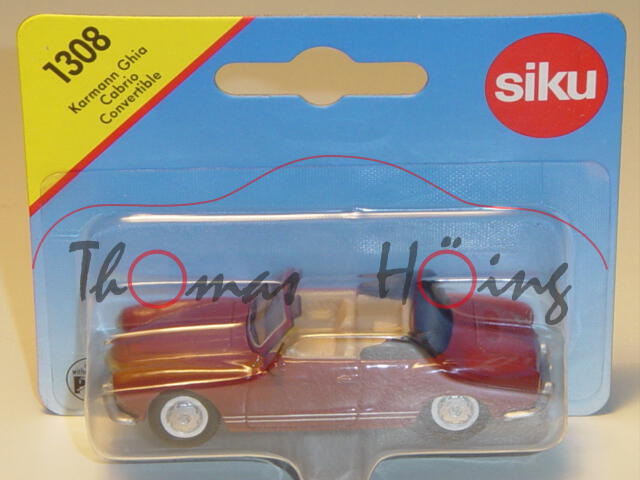 1308
Karmann Ghia
Cabrio
Convertible
siku
Thomas Höing